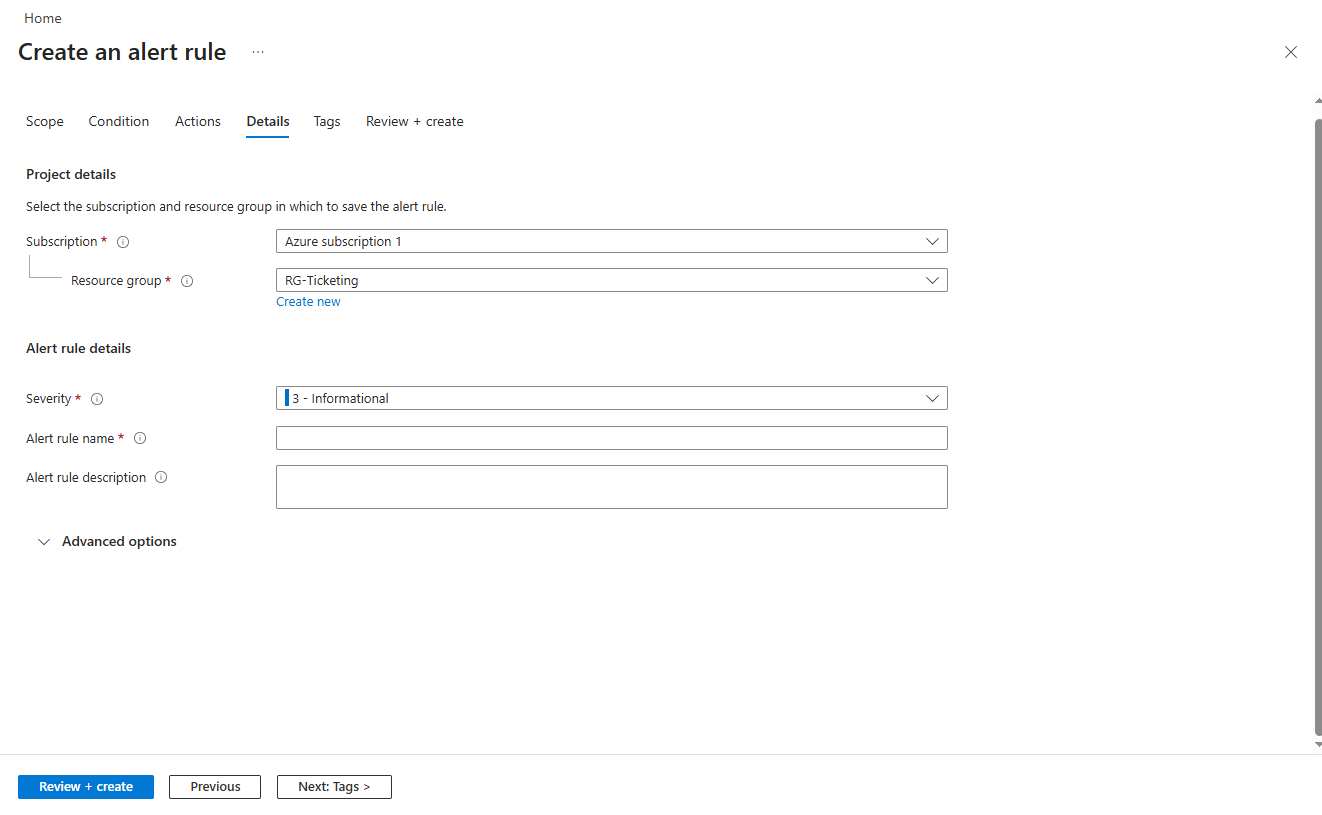 Home
Create an alert rule ...
Scope Condition Actions Details Tags Review + create
Project details
Select the subscription and resource group in which to save the alert rule.
Subscription * Azure subscription 1
Resource group * RG-Ticketing
Create new
Alert rule details
Severity * 3 - Informational
Alert rule name *
Alert rule description
Advanced options
Review + create Previous Next: Tags >